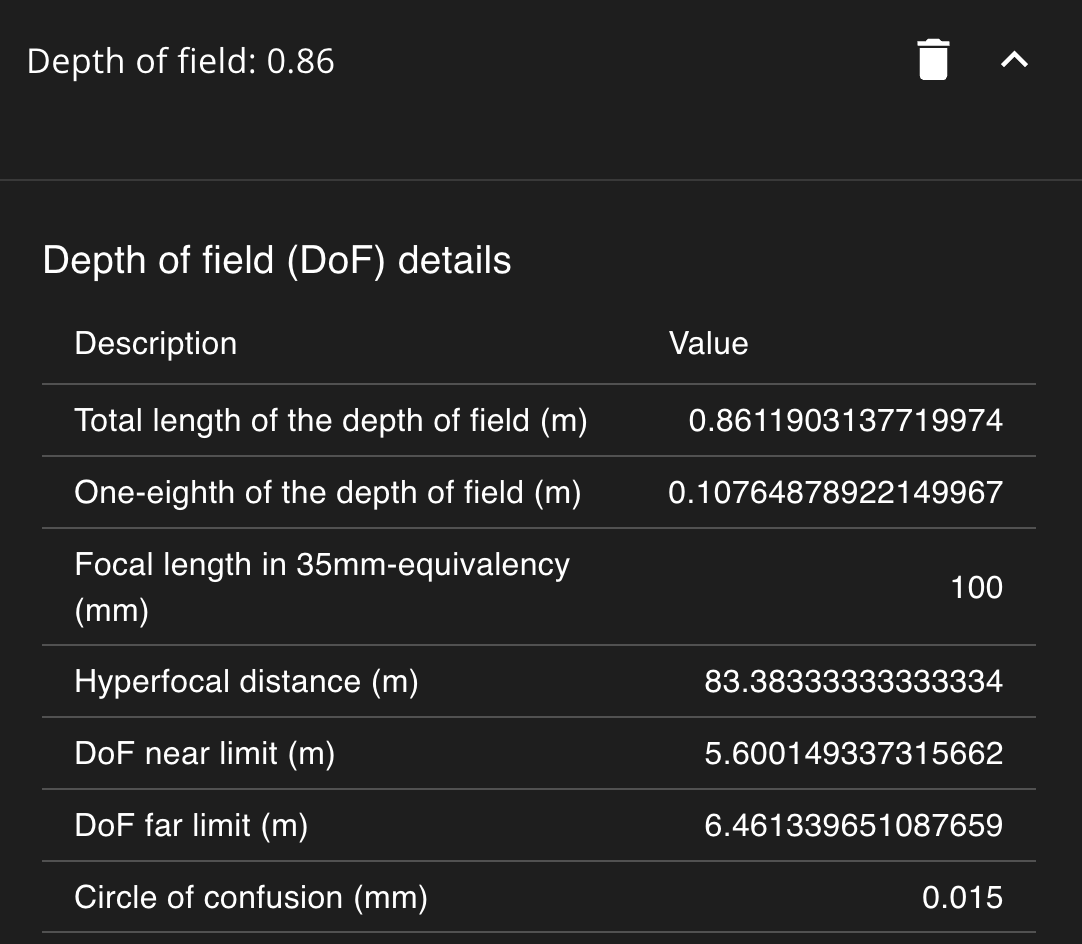 Depth of field: 0.86
Depth of field (DoF) details
Description Value
Total length of the depth of field (m) 0.8611903137719974
One-eighth of the depth of field (m) 0.10764878922149967
Focal length in 35mm-equivalency
(mm) 100
Hyperfocal distance (m) 83.38333333333334
DoF near limit (m) 5.600149337315662
DoF far limit (m) 6.461339651087659
Circle of confusion (mm) 0.015